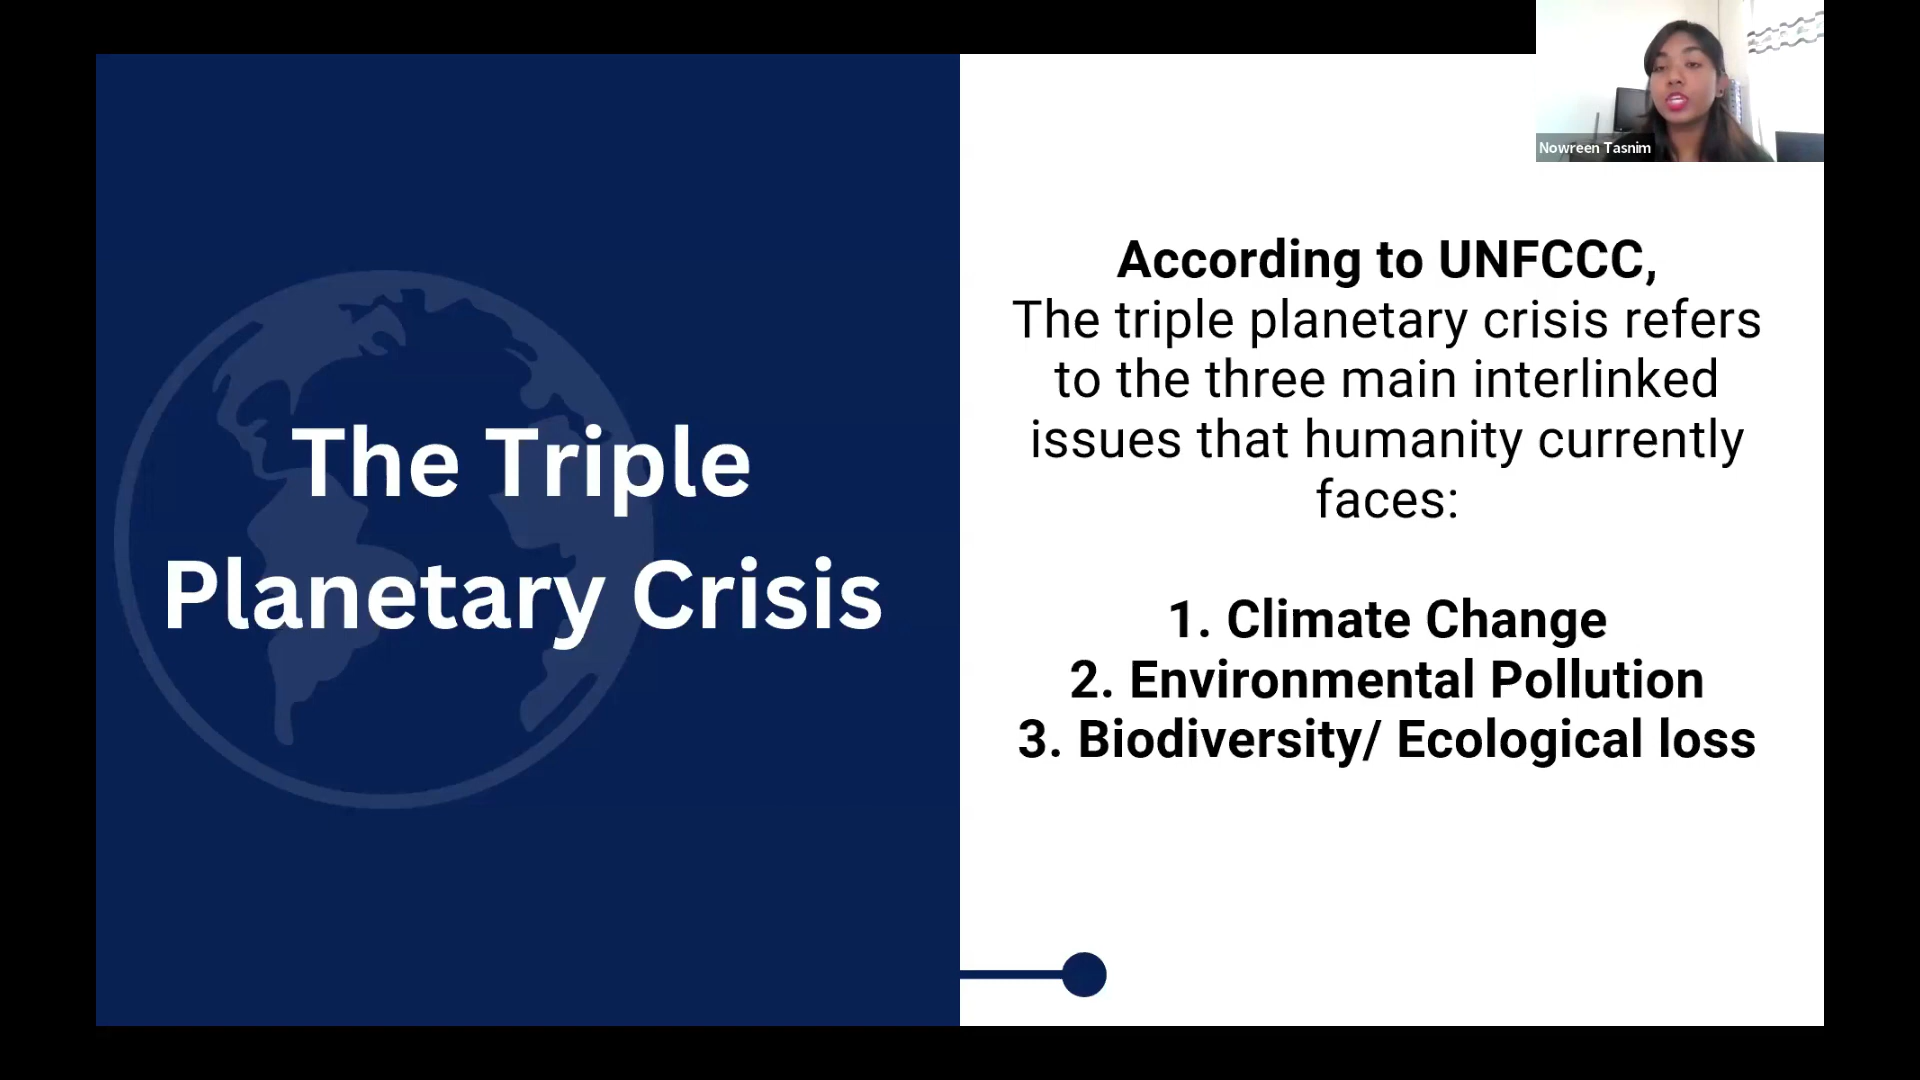 The Triple
Planetary Crisis
According to UNFCCC,
The triple planetary crisis refers
to the three main interlinked
issues that humanity currently
faces:
1. Climate Change
2. Environmental Pollution
3. Biodiversity/ Ecological loss
Nowreen Tasnim